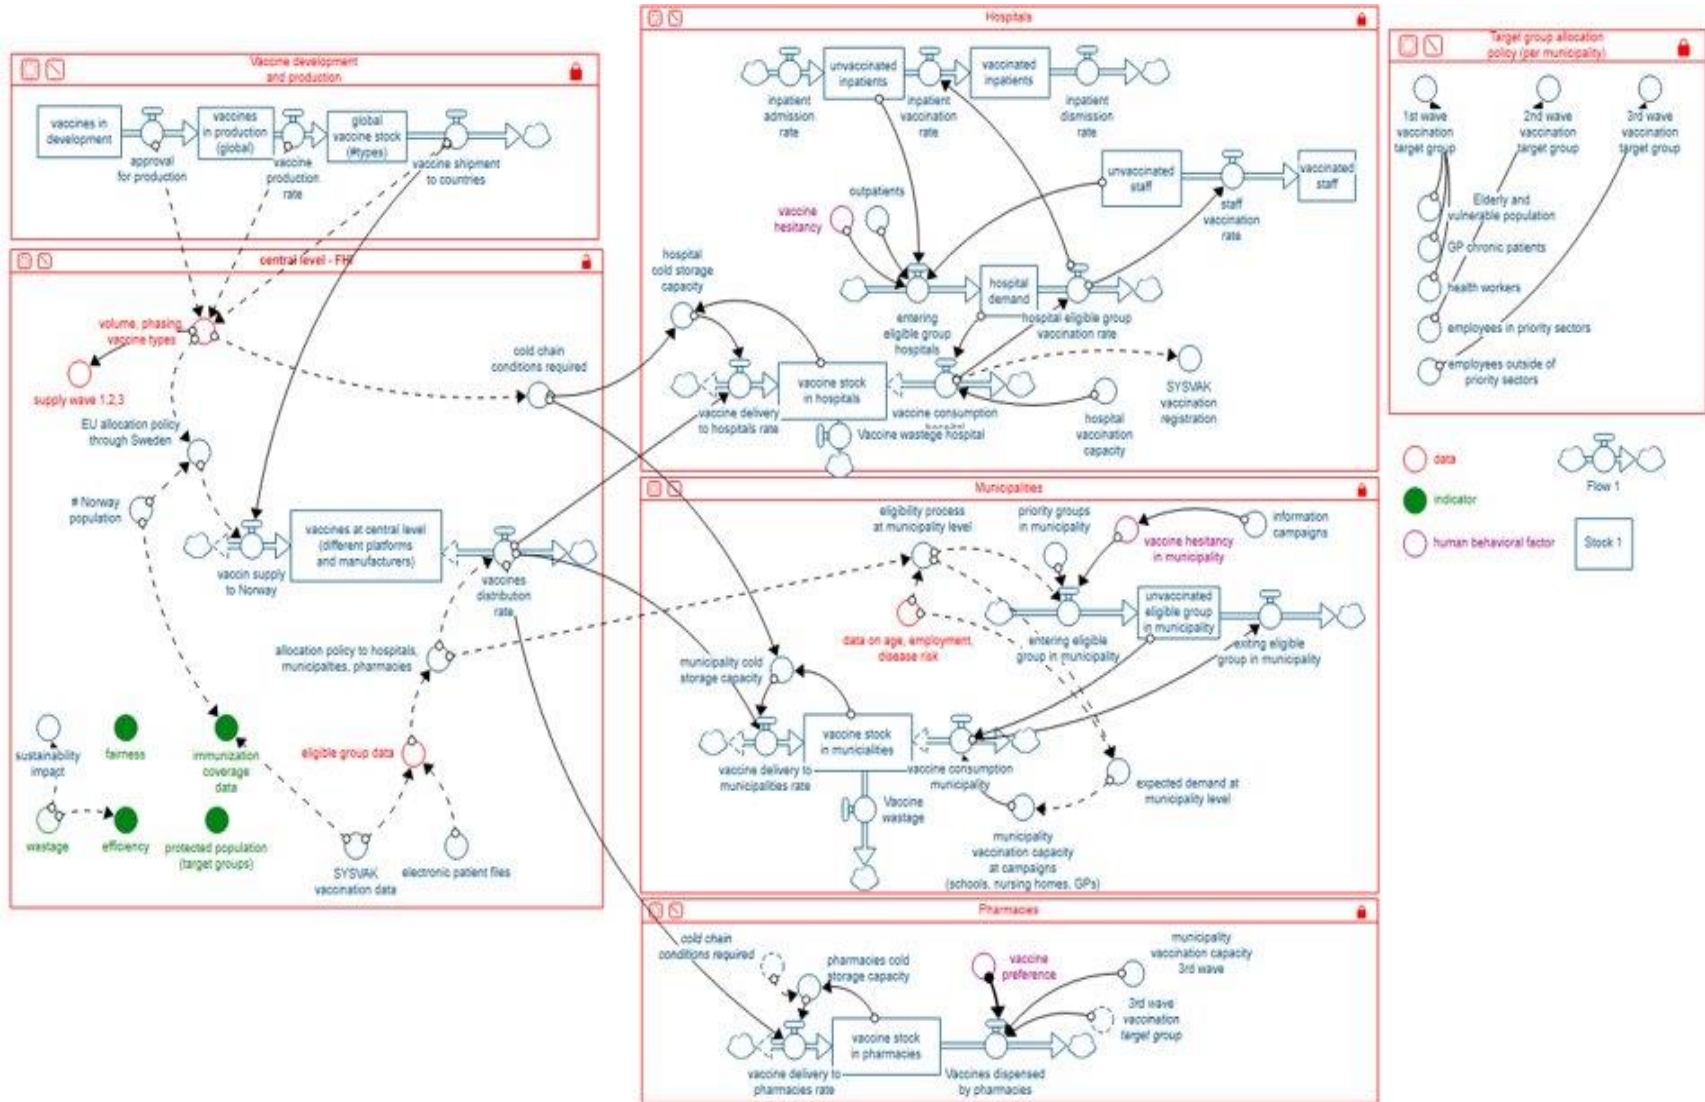 Vaccine development
and production
vaccines in
development
approval
for production
vaccines
in production
(global)
vaccine
production
rate
global
vaccine stock
(#types)
vaccine shipment
to countries
central level - FHI
volume, phasing
vaccine types
supply wave 1,2,3
cold chain
conditions required
EU allocation policy
through Sweden
# Norway
population
vaccin supply
to Norway
vaccines at central level
(different platforms
and manufacturers)
vaccines
distribution
rate
allocation policy to hospitals,
municipalties, pharmacies
sustainability
impact
fairness
immunization
coverage
data
eligible group data
wastage
efficiency
protected population
(target groups)
SYSVAK
vaccination data
electronic patient files
Hospitals
inpatient
admission
rate
unvaccinated
inpatients
inpatient
vaccination
rate
vaccinated
inpatients
inpatient
dismission
rate
unvaccinated
staff
staff
vaccination
rate
vaccinated
staff
vaccine
hesitancy
outpatients
hospital
cold storage
capacity
entering
eligible group
hospitals
hospital
demand
hospital eligible group
vaccination rate
vaccine delivery
to hospitals rate
vaccine stock
in hospitals
vaccine consumption
hospital
Vaccine wastege hospital
hospital
vaccination
capacity
SYSVAK
vaccination
registration
Municipalities
eligibility process
at municipality level
priority groups
in municipality
vaccine hesitancy
in municipality
information
campaigns
data on age, employment,
disease risk
entering eligible
group in municipality
unvaccinated
eligible group
in municipality
exiting eligible
group in municipality
municipality cold
storage capacity
vaccine delivery to
municipalities rate
vaccine stock
in municialities
vaccine consumption
municipality
Vaccine
wastage
expected demand at
municipality level
municipality
vaccination capacity
at campaigns
(schools, nursing homes, GPs)
Pharmacies
cold chain
conditions required
pharmacies cold
storage capacity
vaccine
preference
municipality
vaccination capacity
3rd wave
3rd wave
vaccination
target group
vaccine delivery to
pharmacies rate
vaccine stock
in pharmacies
Vaccines dispensed
by pharmacies
Target group allocation
policy (per municipality)
1st wave
vaccination
target group
2nd wave
vaccination
target group
3rd wave
vaccination
target group
Elderly and
vulnerable population
GP chronic patients
health workers
employees in priority sectors
employees outside of
priority sectors
data
indicator
human behavioral factor
Flow 1
Stock 1